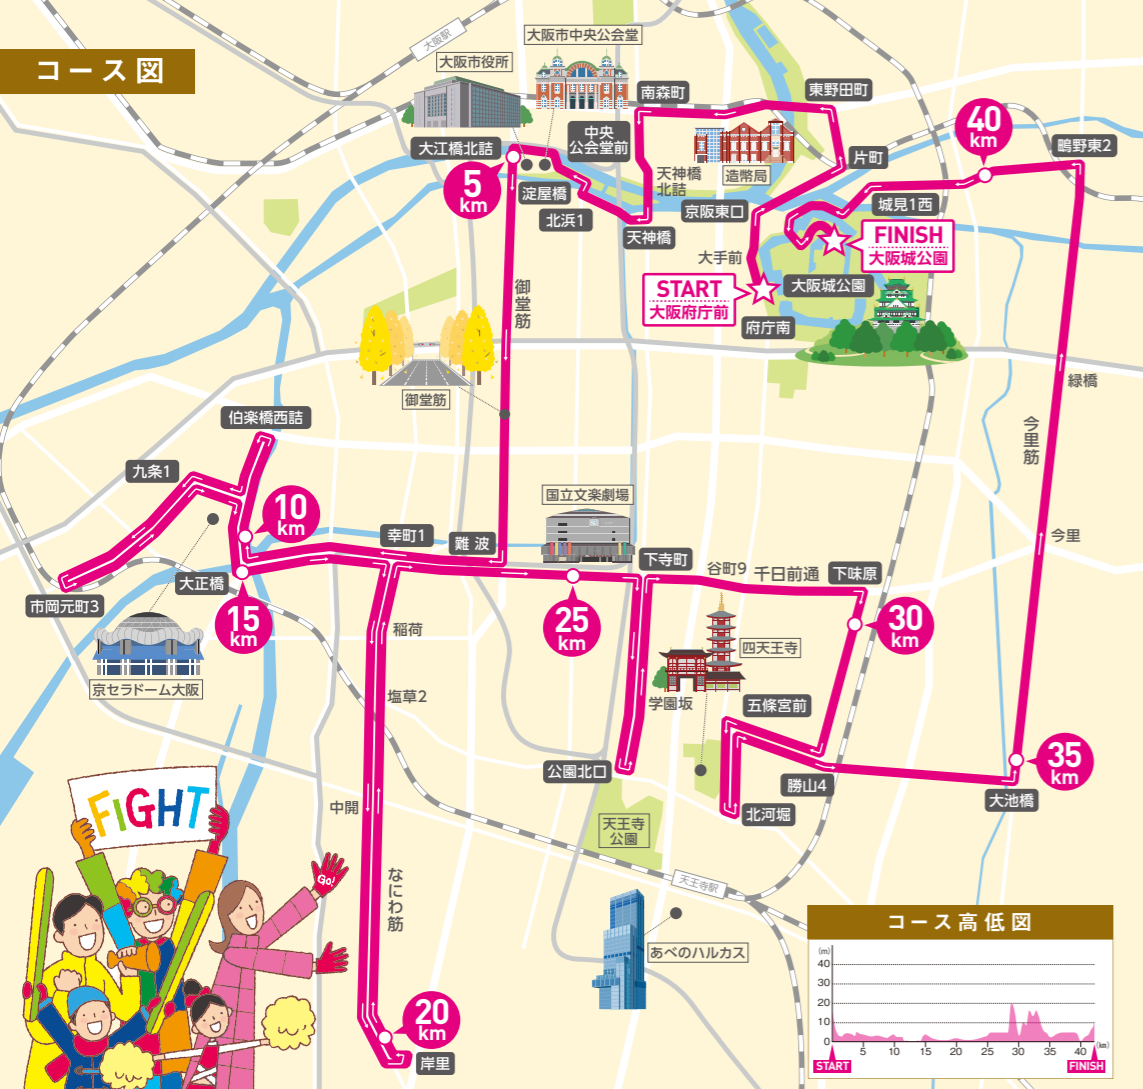 コース図
大阪駅
大阪市中央公会堂
大阪市役所
南森町
東野田町
中央
公会堂前
大江橋北詰
5
km
淀屋橋
北浜1
天神橋
北詰
天神橋
造幣局
片町
京阪東口
40
km
鴫野東2
城見1西
FINISH
大阪城公園
大手前
START
大阪府庁前
大阪城公園
府庁南
御堂筋
御堂筋
緑橋
今里筋
今里
伯楽橋西詰
九条1
10
km
幸町1
難波
国立文楽劇場
下寺町
谷町9
千日前通
下味原
市岡元町3
大正橋
15
km
25
km
30
km
京セラドーム大阪
稲荷
塩草2
四天王寺
学園坂
五條宮前
公園北口
勝山4
北河堀
35
km
大池橋
FIGHT
中開
天王寺
公園
天王寺駅
Go!
なにわ筋
あべのハルカス
20
km
岸里
コース高低図
(m)
40
30
20
10
0
5
10
15
20
25
30
35
40
(km)
START
FINISH